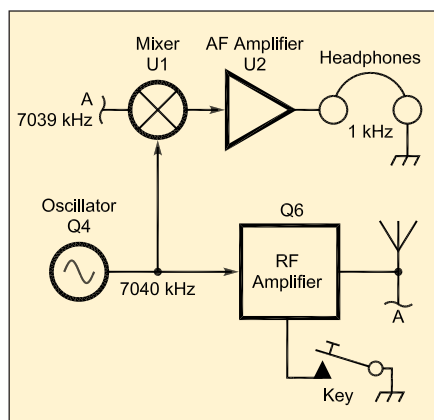 Mixer
U1
AF Amplifier
U2
Headphones
A
7039 kHz
1 kHz
Oscillator
Q4
7040 kHz
Q6
RF
Amplifier
A
Key